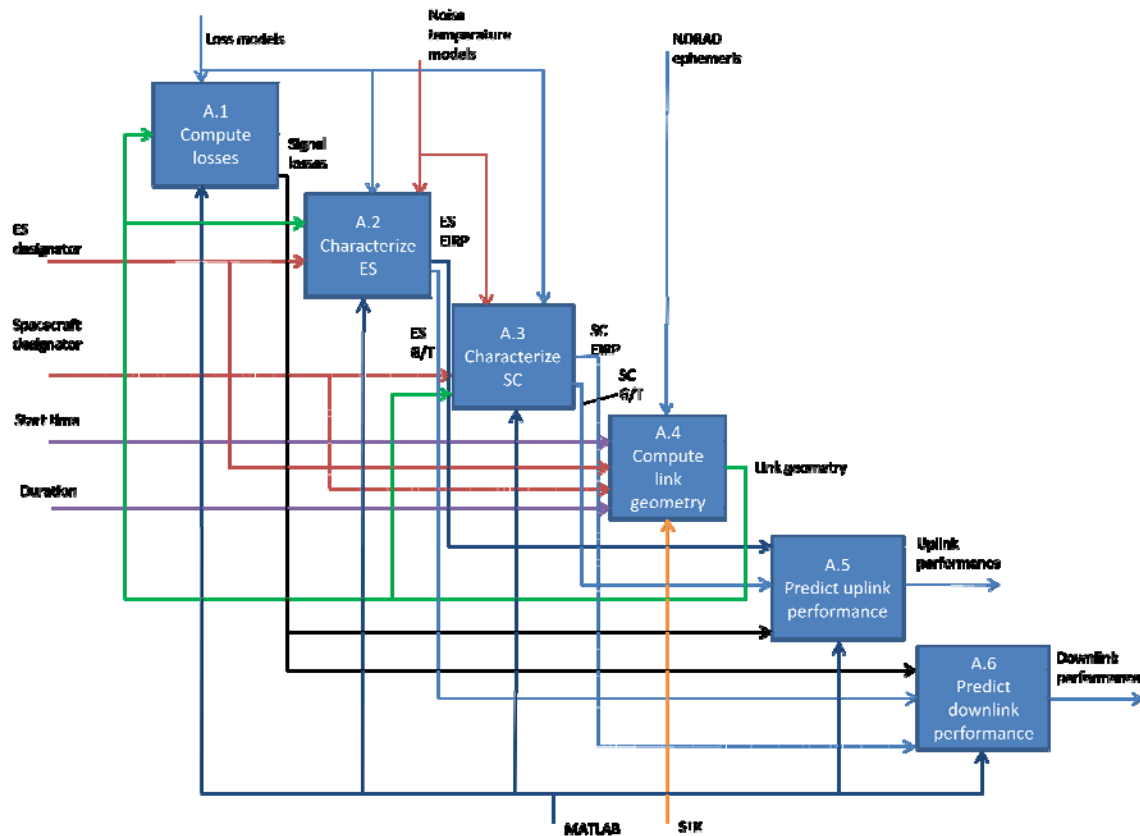 Loss models
Noise
temperature
models
NORAD
ephemeris
A.1
Compute
losses
Signal
losses
A.2
Characterize
ES
ES
EIRP
ES
designator
Spacecraft
designator
ES
G/T
A.3
Characterize
SC
SC
EIRP
SC
G/T
Start time
A.4
Compute
link
geometry
Link geometry
Duration
A.5
Predict uplink
performance
Uplink
performance
A.6
Predict
downlink
performance
Downlink
performance
MATLAB
STK